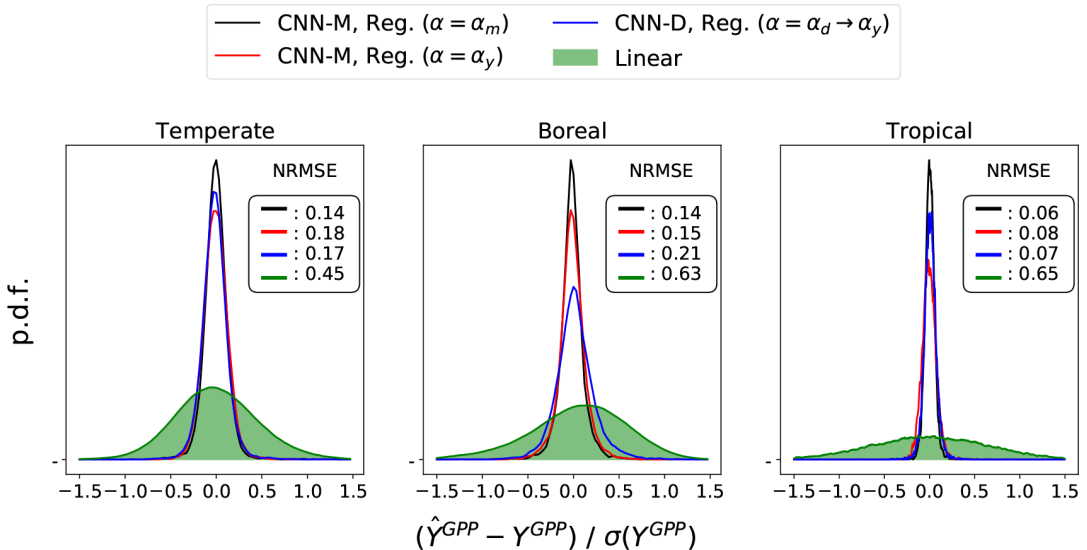 CNN-M, Reg. (α = αm)
CNN-D, Reg. (α = αd → αy)
CNN-M, Reg. (α = αy)
Linear
Temperate
Boreal
Tropical
p.d.f.
NRMSE
: 0.14
: 0.18
: 0.17
: 0.45
NRMSE
: 0.14
: 0.15
: 0.21
: 0.63
NRMSE
: 0.06
: 0.08
: 0.07
: 0.65
-
-
-
−1.5 −1.0 −0.5 0.0 0.5 1.0 1.5
−1.5 −1.0 −0.5 0.0 0.5 1.0 1.5
−1.5 −1.0 −0.5 0.0 0.5 1.0 1.5
(Ŷ^GPP − Y^GPP) / σ(Y^GPP)